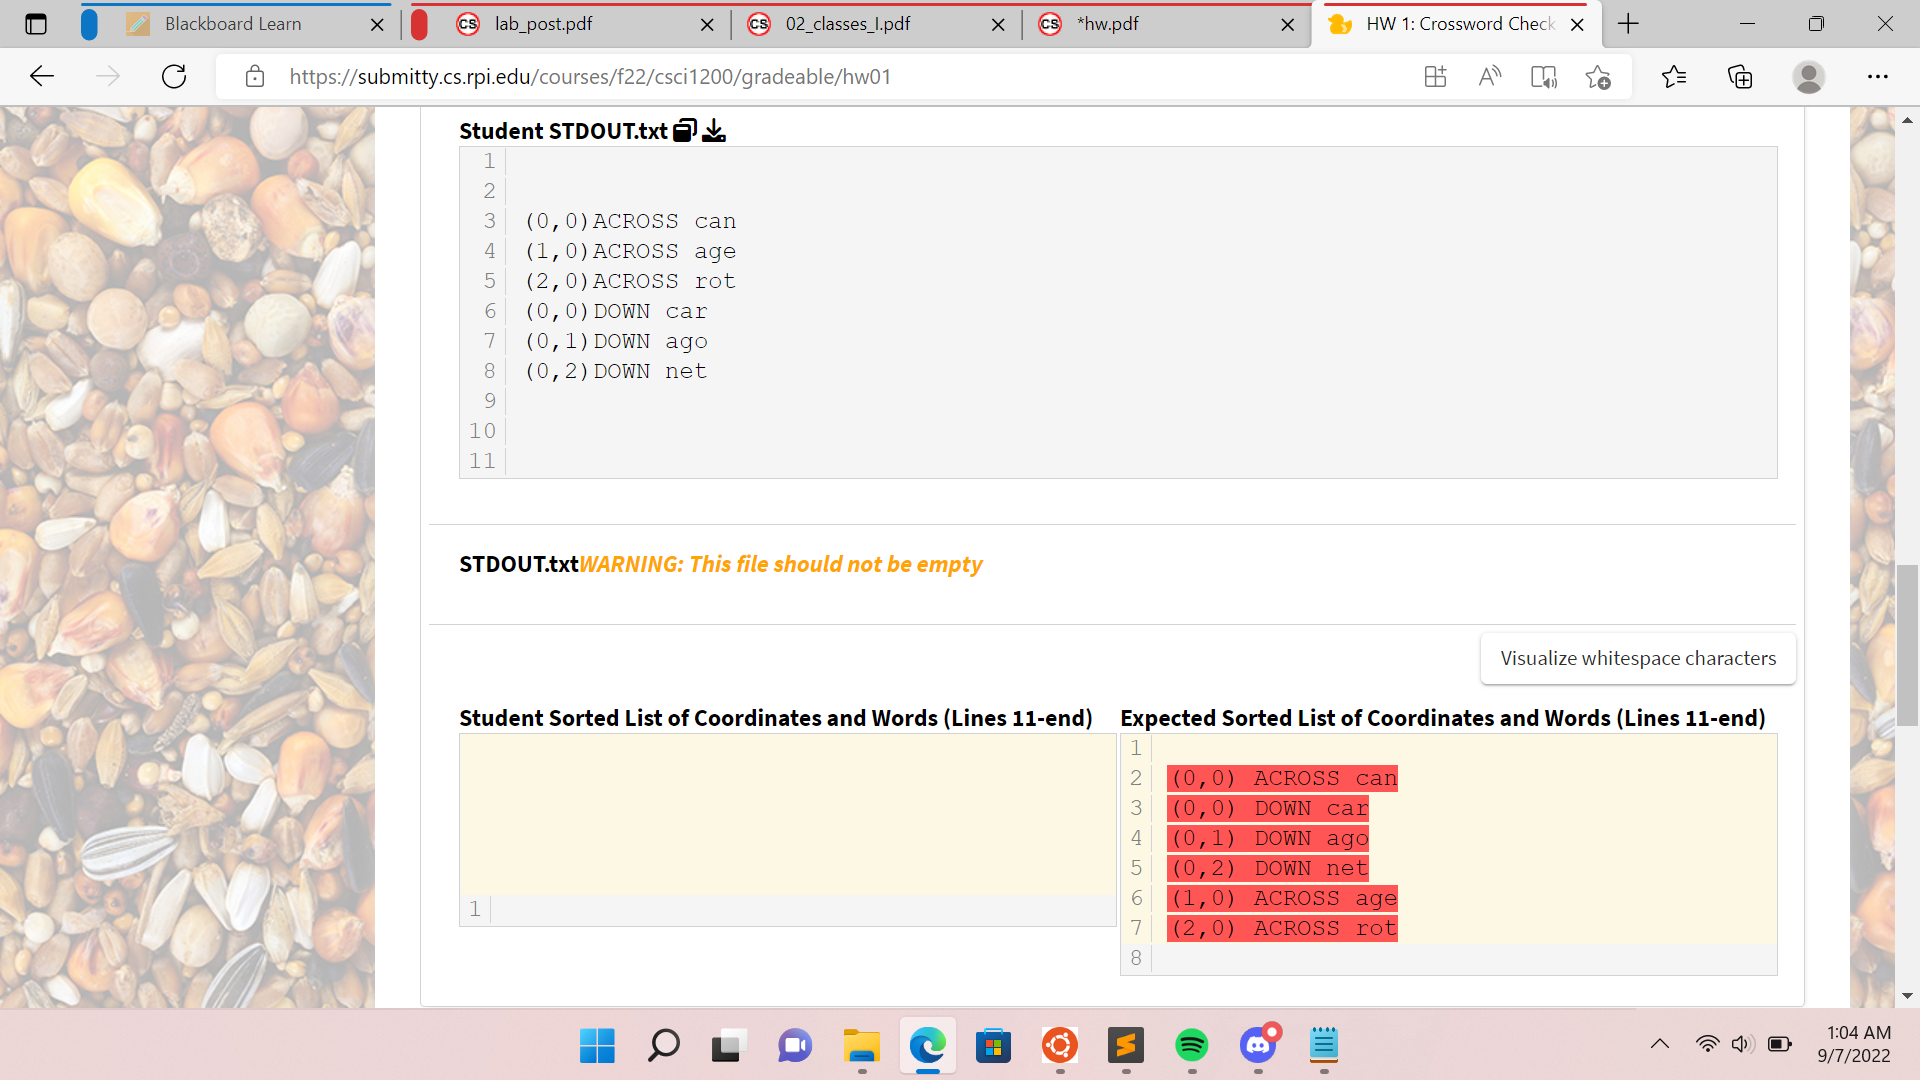 Blackboard Learn
lab_post.pdf
02_classes_I.pdf
*hw.pdf
HW 1: Crossword Check
https://submitty.cs.rpi.edu/courses/f22/csci1200/gradeable/hw01
Student STDOUT.txt
1
2
3 (0,0)ACROSS can
4 (1,0)ACROSS age
5 (2,0)ACROSS rot
6 (0,0)DOWN car
7 (0,1)DOWN ago
8 (0,2)DOWN net
9
10
11
STDOUT.txtWARNING: This file should not be empty
Visualize whitespace characters
Student Sorted List of Coordinates and Words (Lines 11-end)
1
Expected Sorted List of Coordinates and Words (Lines 11-end)
1
2 (0,0) ACROSS can
3 (0,0) DOWN car
4 (0,1) DOWN ago
5 (0,2) DOWN net
6 (1,0) ACROSS age
7 (2,0) ACROSS rot
8
1:04 AM
9/7/2022